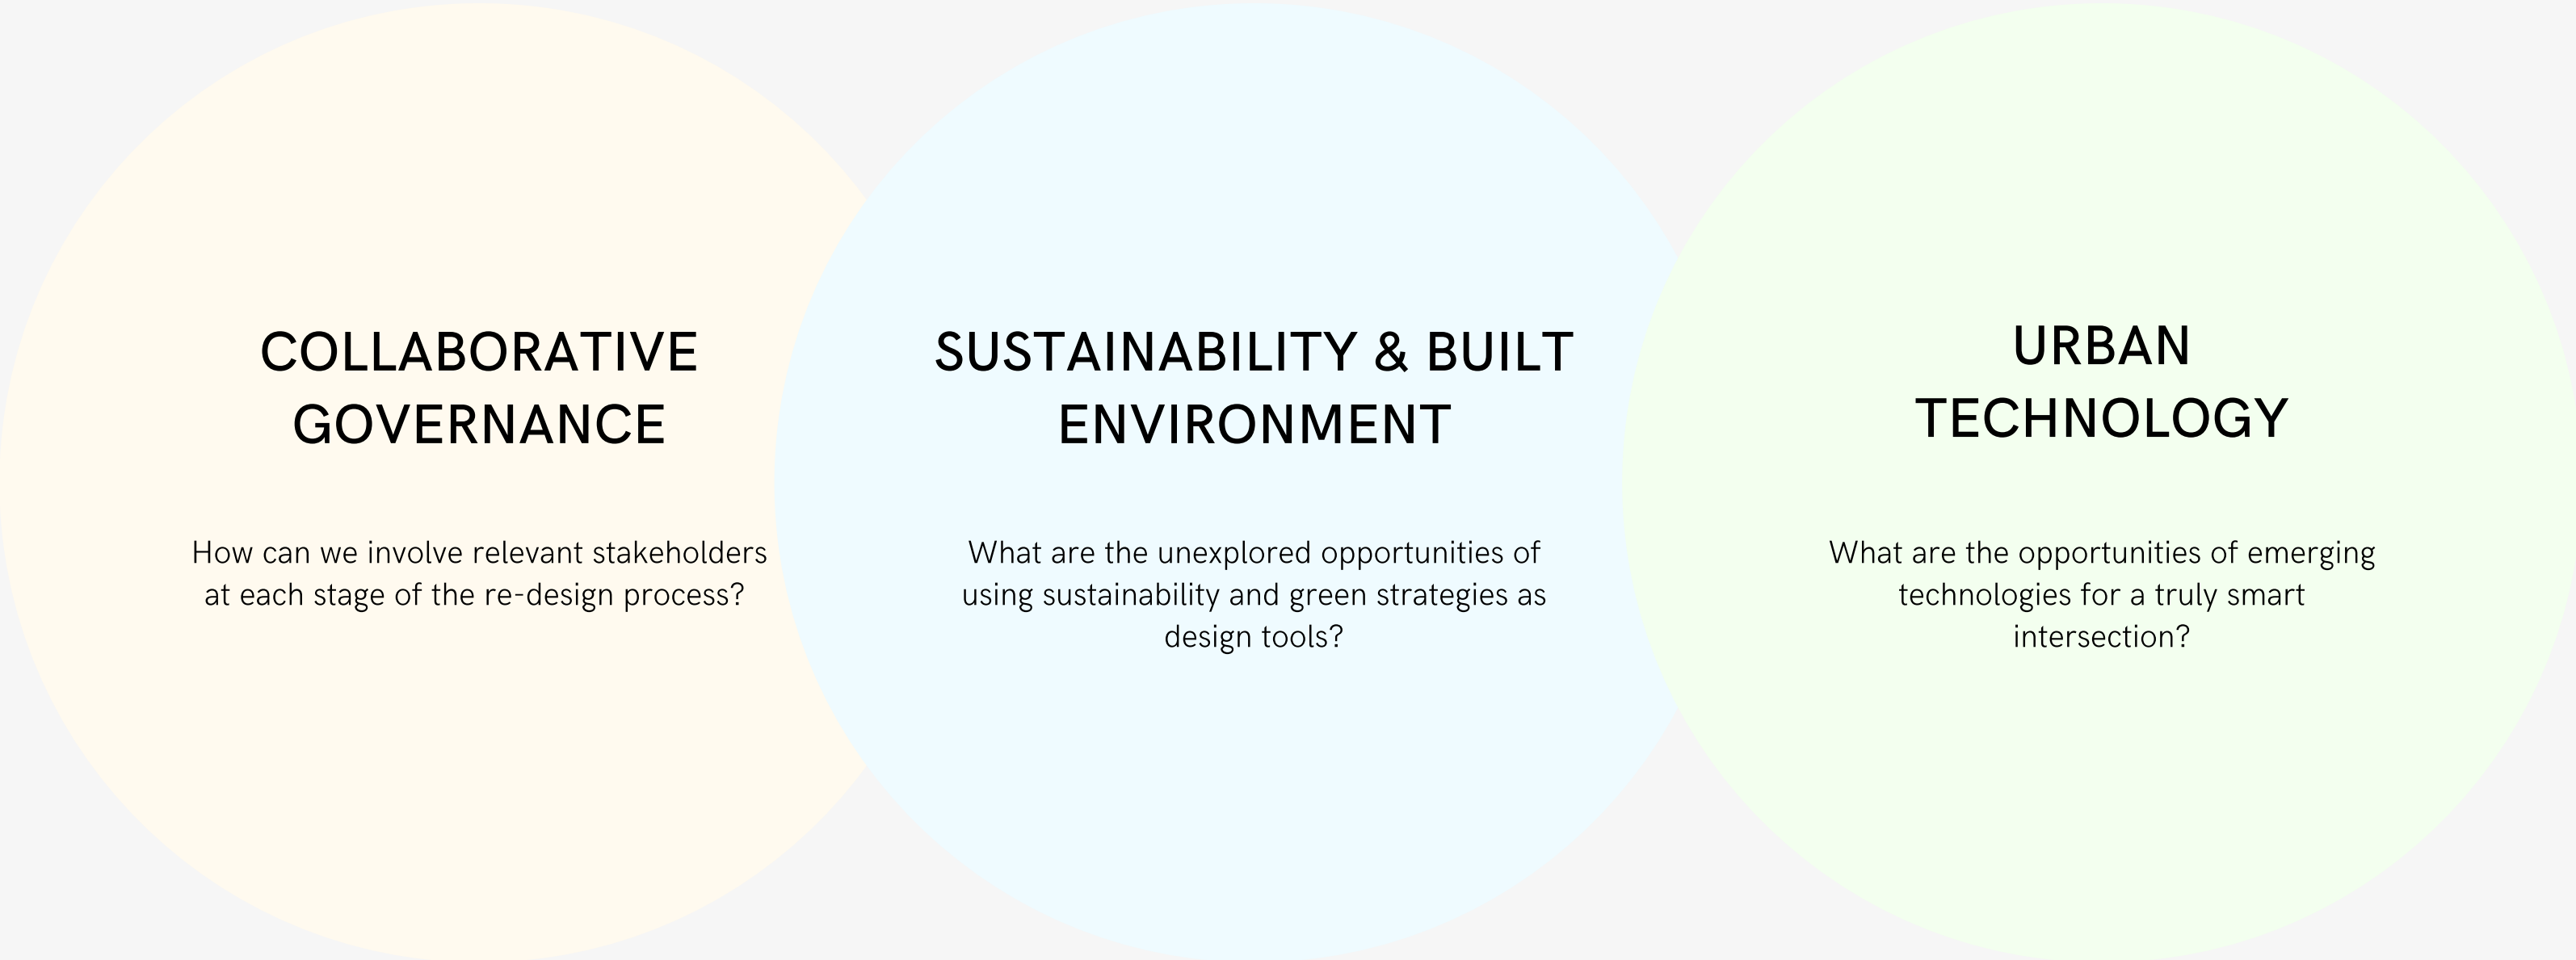 COLLABORATIVE
GOVERNANCE
How can we involve relevant stakeholders
at each stage of the re-design process?
SUSTAINABILITY & BUILT
ENVIRONMENT
What are the unexplored opportunities of
using sustainability and green strategies as
design tools?
URBAN
TECHNOLOGY
What are the opportunities of emerging
technologies for a truly smart
intersection?